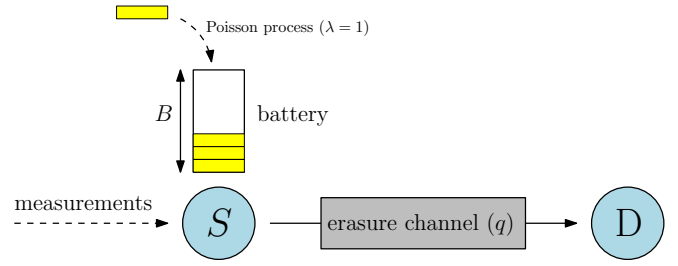 Poisson process (λ = 1)
B
battery
measurements
S
erasure channel (q)
D